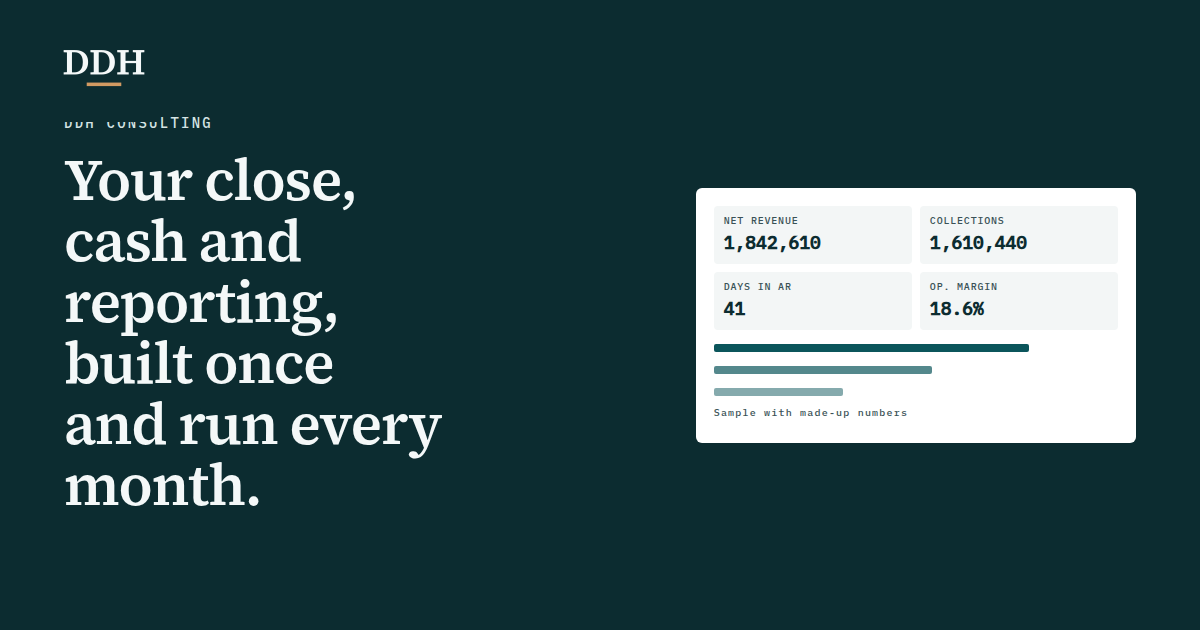 DDH
DDH CONSULTING
Your close,
cash and
reporting,
built once
and run every
month.
NET REVENUE
1,842,610
COLLECTIONS
1,610,440
DAYS IN AR
41
OP. MARGIN
18.6%
Sample with made-up numbers